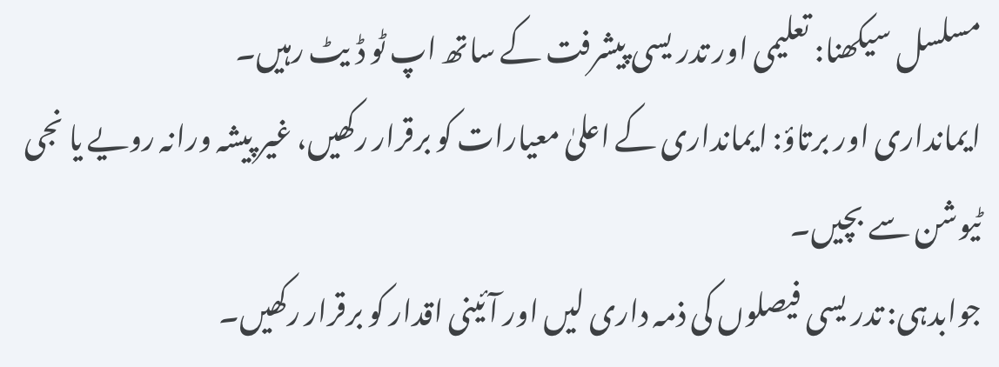 مسلسل سیکھنا: تعلیمی اور تدریسی پیشرفت کے ساتھ اپ ٹو ڈیٹ رہیں۔
ایمانداری اور برتاؤ: ایمانداری کے اعلیٰ معیارات کو برقرار رکھیں، غیر پیشہ ورانہ رویے یا نجی
ٹیوشن سے بچیں۔
جوابدہی: تدریسی فیصلوں کی ذمہ داری لیں اور آئینی اقدار کو برقرار رکھیں۔